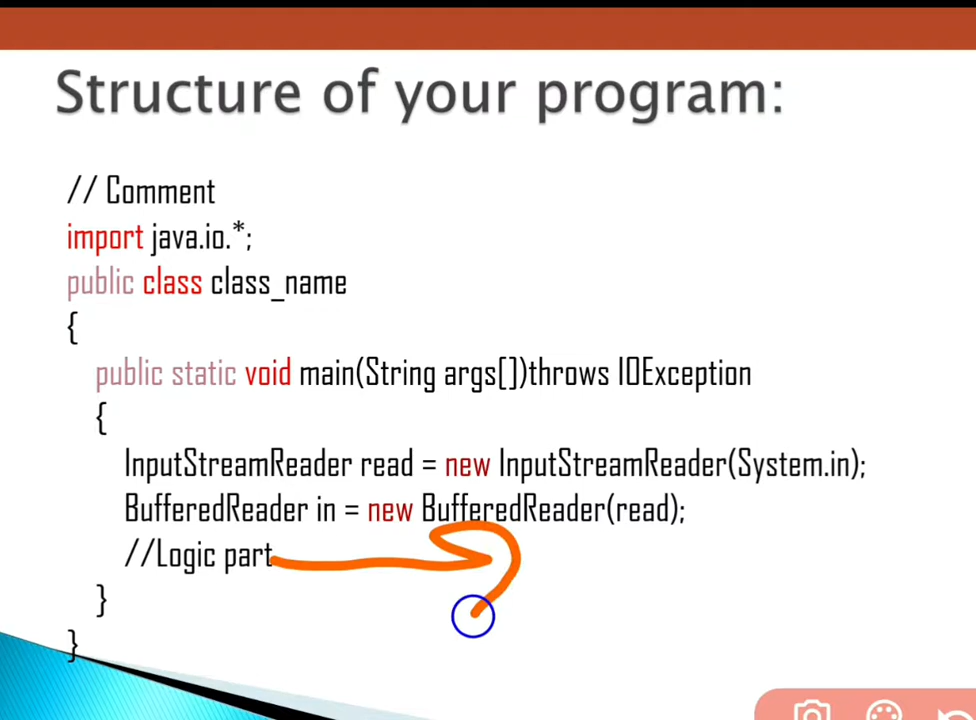 Structure of your program:
// Comment
import java.io.*;
public class class_name
{
public static void main(String args[])throws IOException
{
InputStreamReader read = new InputStreamReader(System.in);
BufferedReader in = new BufferedReader(read);
//Logic part
}
}